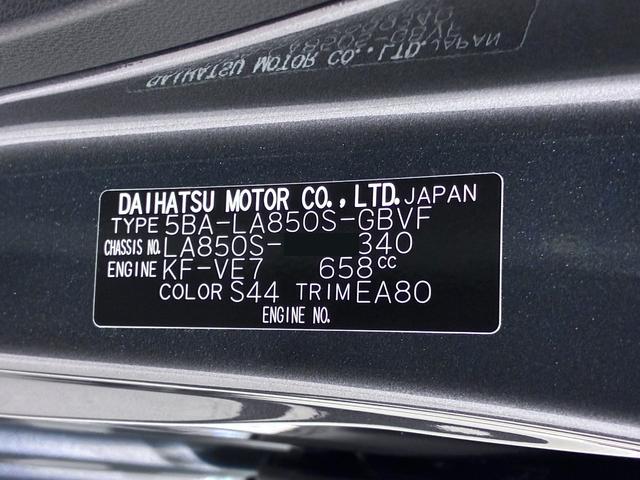 DAIHATSU MOTOR CO., LTD. JAPAN
TYPE 5BA-LA850S-GBVF
CHASSIS NO. LA850S- 340
ENGINE KF-VE7 658cc
COLOR S44 TRIM EA80
ENGINE NO.